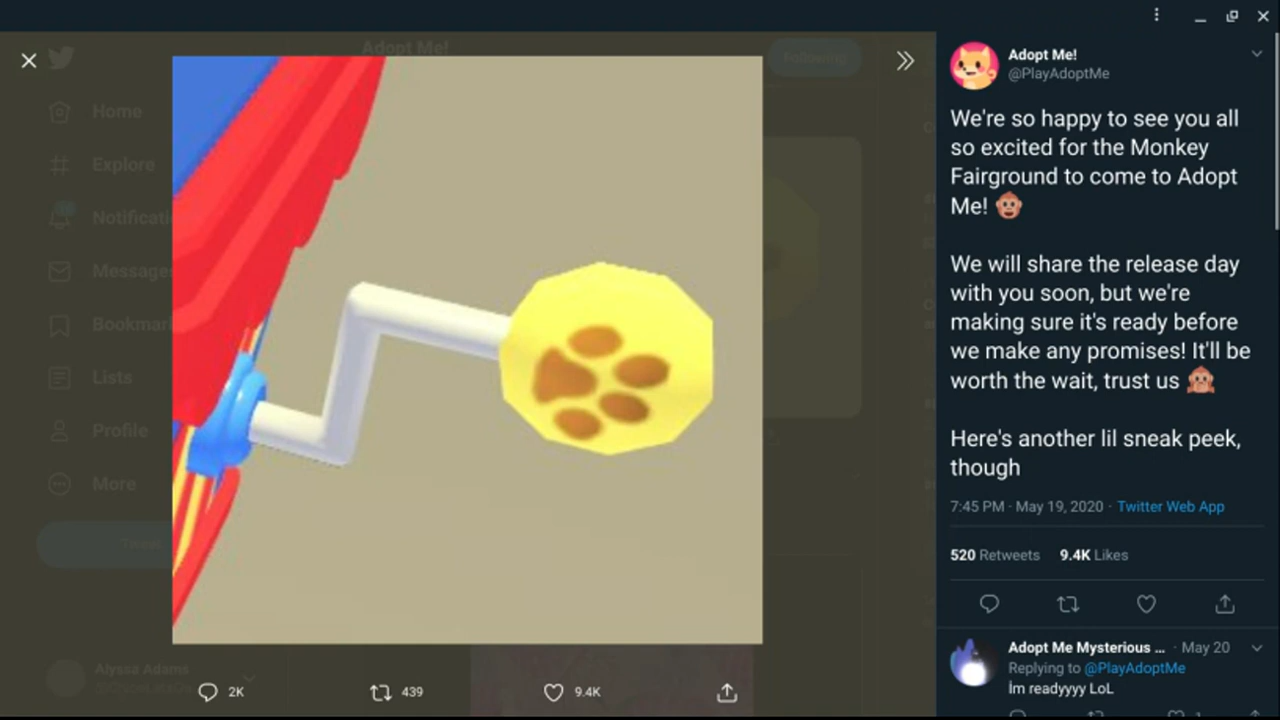 Adopt Me!
Following
Home
Explore
Notificati
Messages
Bookmar
Lists
Profile
More
Tweet
Alyssa Adams
2K
439
9.4K
Adopt Me!
@PlayAdoptMe
We're so happy to see you all
so excited for the Monkey
Fairground to come to Adopt
Me! 🐵
We will share the release day
with you soon, but we're
making sure it's ready before
we make any promises! It'll be
worth the wait, trust us 🙊
Here's another lil sneak peek,
though
7:45 PM · May 19, 2020 · Twitter Web App
520 Retweets 9.4K Likes
Adopt Me Mysterious ... · May 20
Replying to @PlayAdoptMe
İm readyyyy LoL